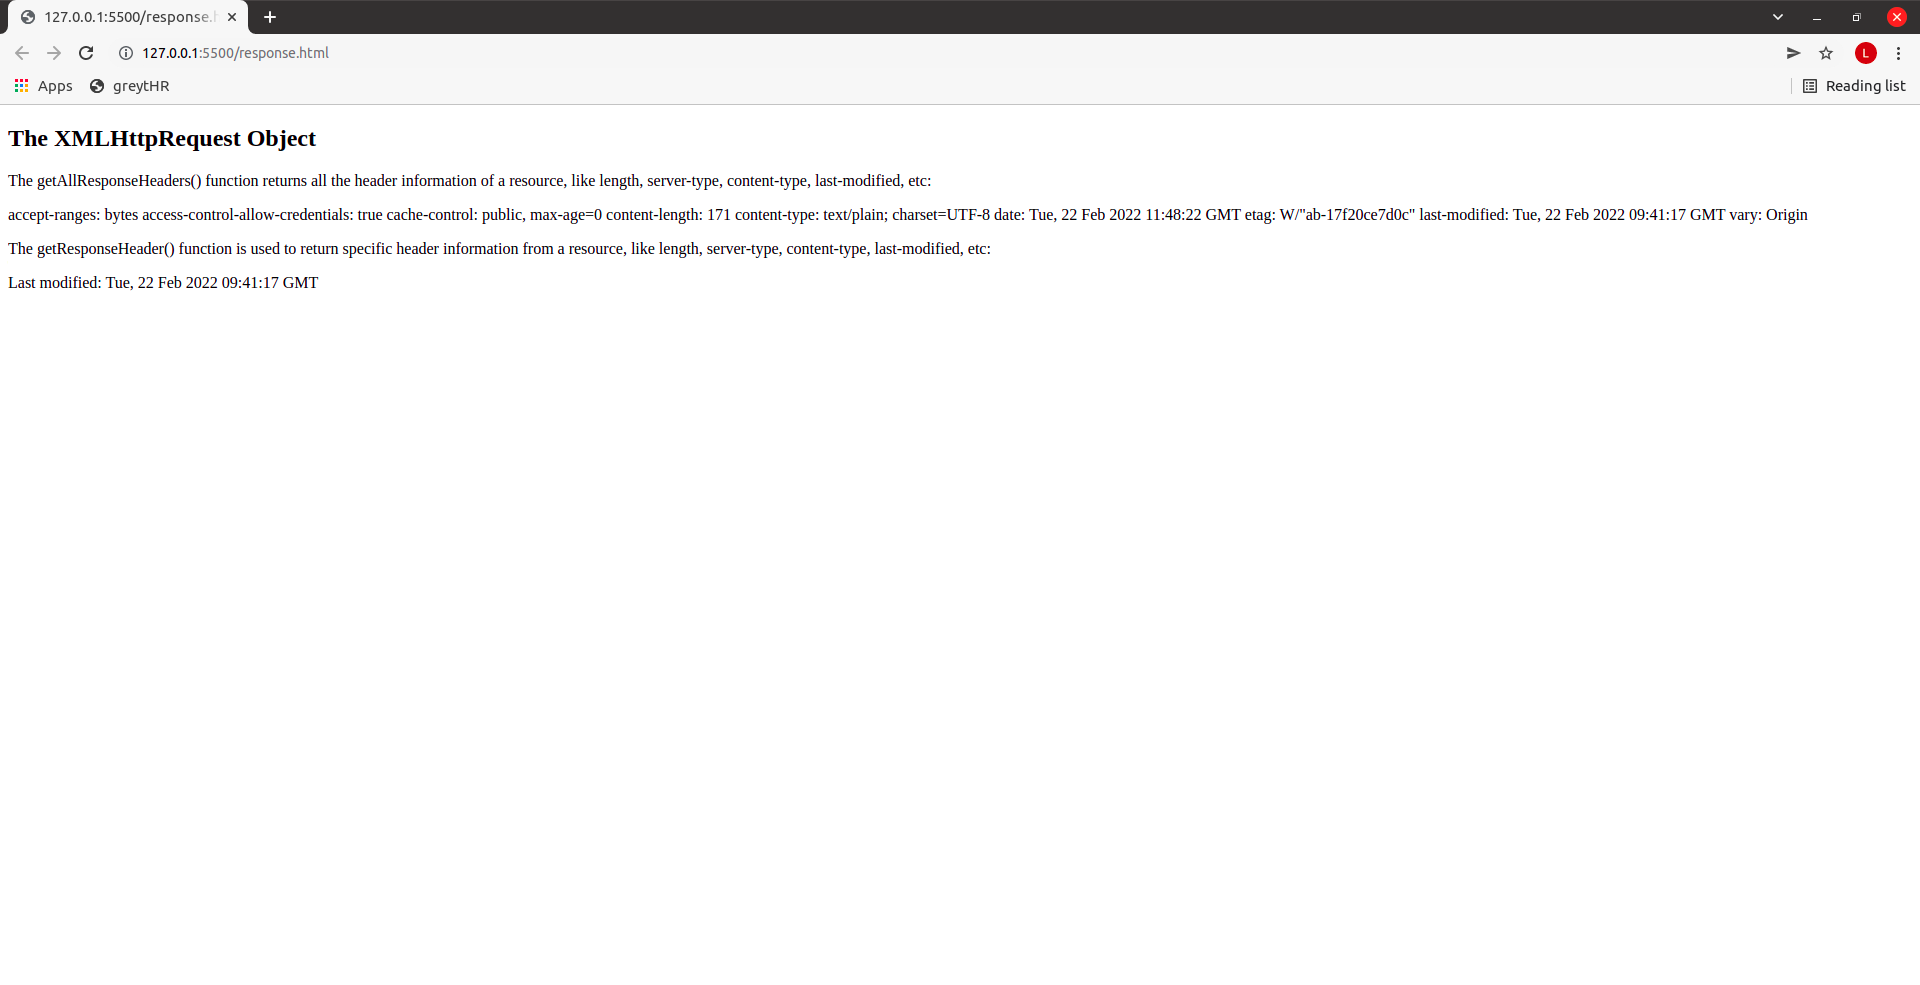 127.0.0.1:5500/response.h
127.0.0.1:5500/response.html
L
Apps
greytHR
Reading list
The XMLHttpRequest Object
The getAllResponseHeaders() function returns all the header information of a resource, like length, server-type, content-type, last-modified, etc:
accept-ranges: bytes access-control-allow-credentials: true cache-control: public, max-age=0 content-length: 171 content-type: text/plain; charset=UTF-8 date: Tue, 22 Feb 2022 11:48:22 GMT etag: W/"ab-17f20ce7d0c" last-modified: Tue, 22 Feb 2022 09:41:17 GMT vary: Origin
The getResponseHeader() function is used to return specific header information from a resource, like length, server-type, content-type, last-modified, etc:
Last modified: Tue, 22 Feb 2022 09:41:17 GMT